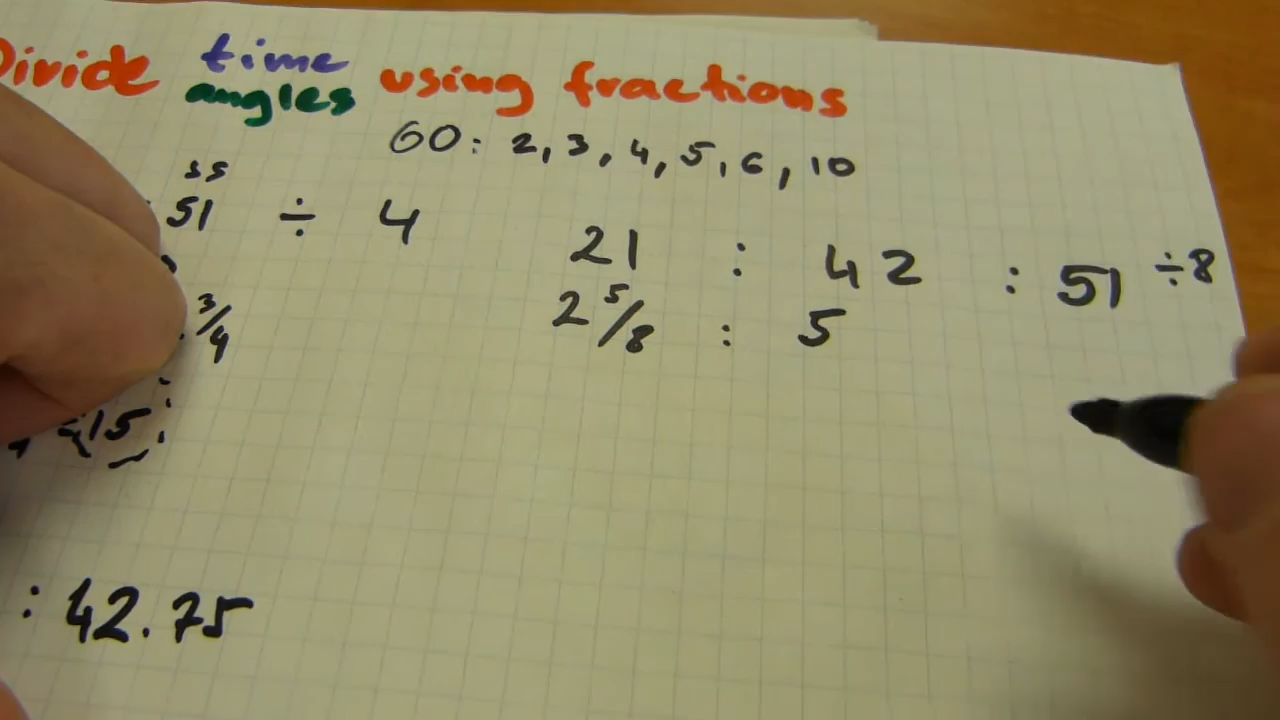 Divide time angles using fractions
60: 2, 3, 4, 5, 6, 10
ss
51 ÷ 4
21 : 42 : 51 ÷8
2 5/8 : 5
3/4
15
: 42.75